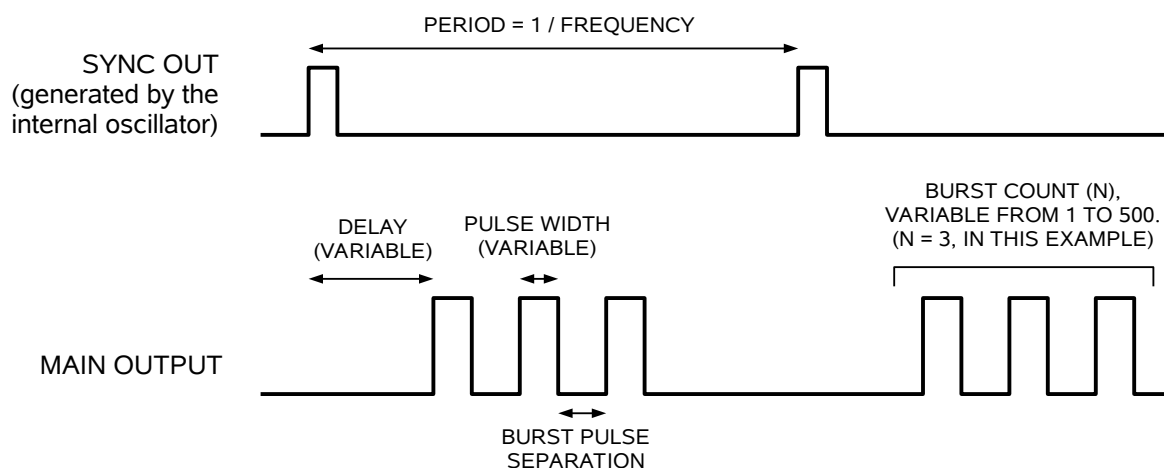 PERIOD = 1 / FREQUENCY
SYNC OUT
(generated by the
internal oscillator)
BURST COUNT (N),
VARIABLE FROM 1 TO 500.
(N = 3, IN THIS EXAMPLE)
DELAY
(VARIABLE)
PULSE WIDTH
(VARIABLE)
MAIN OUTPUT
BURST PULSE
SEPARATION